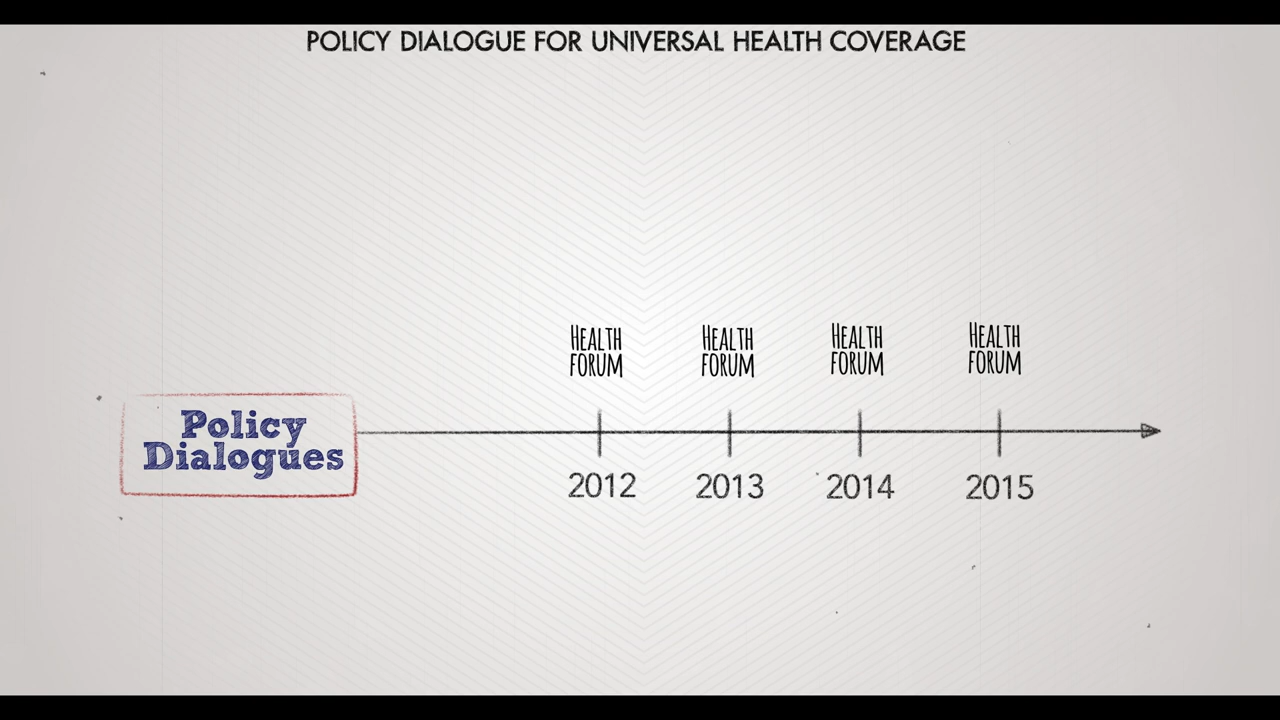 POLICY DIALOGUE FOR UNIVERSAL HEALTH COVERAGE
HEALTH
FORUM
HEALTH
FORUM
HEALTH
FORUM
HEALTH
FORUM
Policy
Dialogues
2012
2013
2014
2015